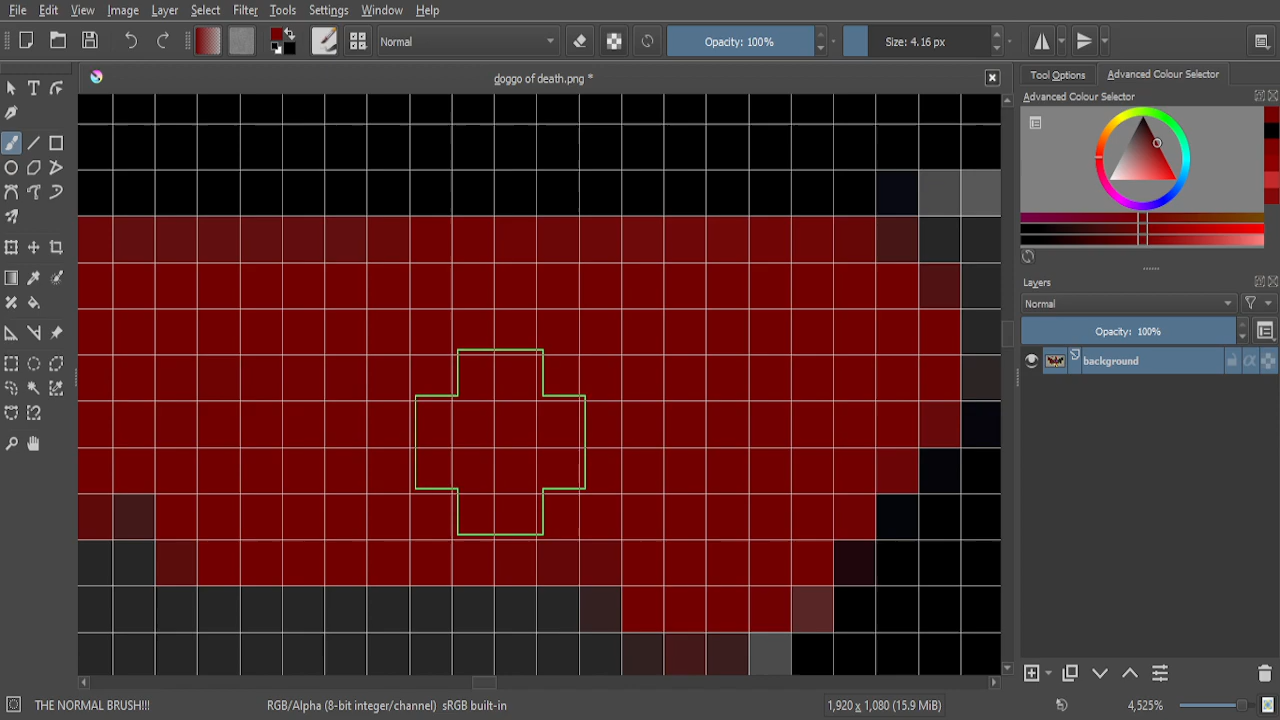 File Edit View Image Layer Select Filter Tools Settings Window Help
Normal
Opacity: 100%
Size: 4.16 px
doggo of death.png *
Tool Options
Advanced Colour Selector
Advanced Colour Selector
Layers
Normal
Opacity: 100%
background
THE NORMAL BRUSH!!!
RGB/Alpha (8-bit integer/channel) sRGB built-in
1,920 x 1,080 (15.9 MiB)
4,525%